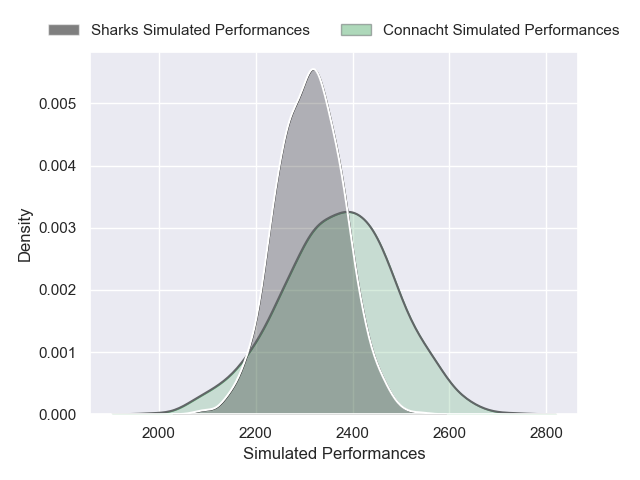 Sharks Simulated Performances Connacht Simulated Performances
0.005
0.004
0.003
0.002
0.001
0.000
Density
2000 2200 2400 2600 2800
Simulated Performances